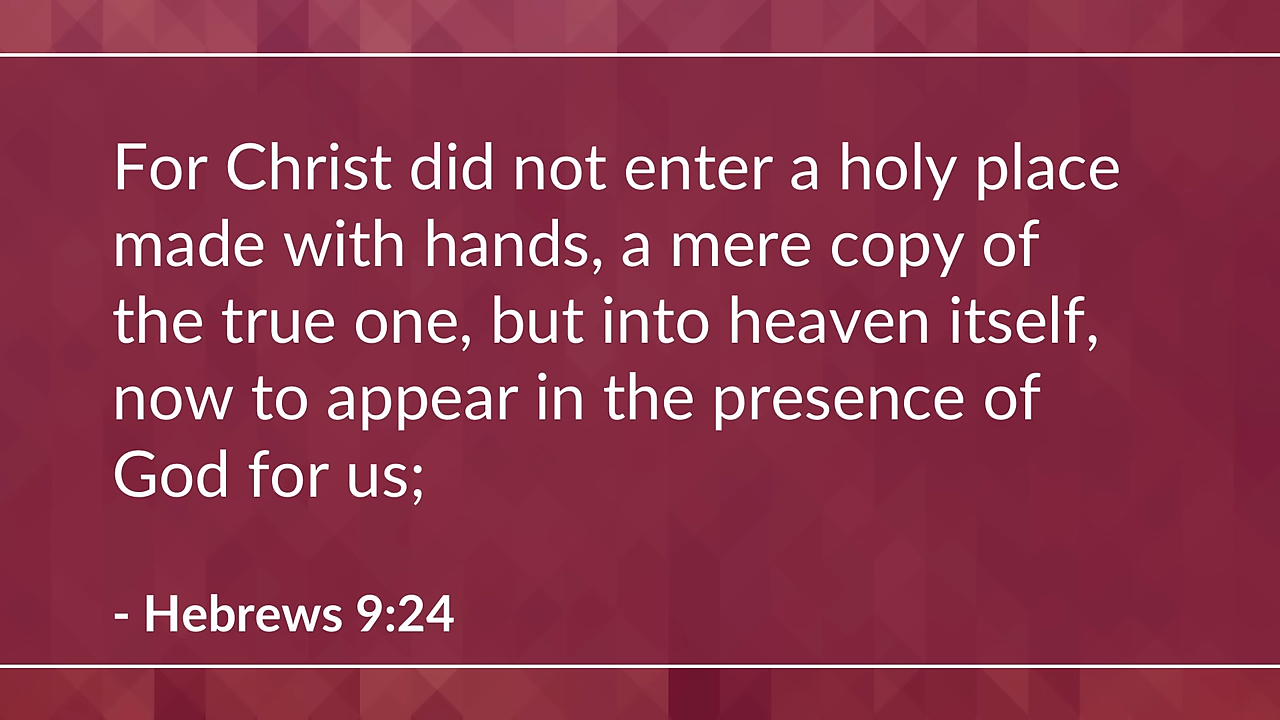 For Christ did not enter a holy place
made with hands, a mere copy of
the true one, but into heaven itself,
now to appear in the presence of
God for us;
- Hebrews 9:24